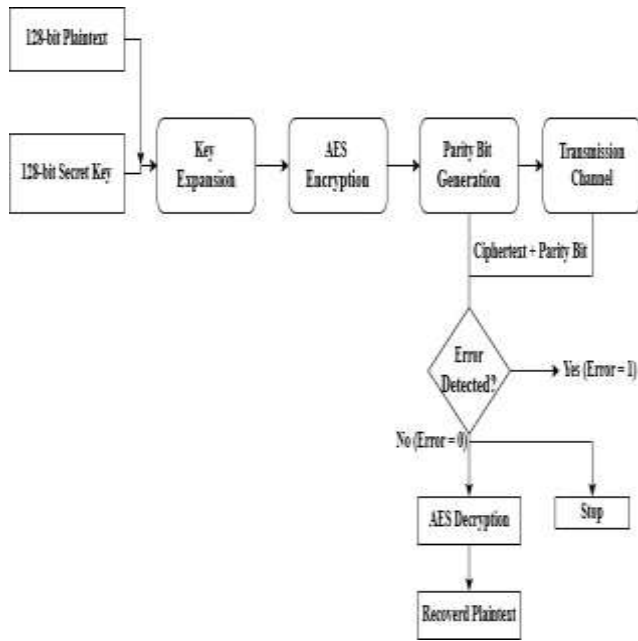 128-bit Plaintext
128-bit Secret Key
Key
Expansion
AES
Encryption
Parity Bit
Generation
Transmission
Channel
Ciphertext + Parity Bit
Error
Detected?
Yes (Error = 1)
No (Error = 0)
AES Decryption
Stop
Recoverd Plaintext